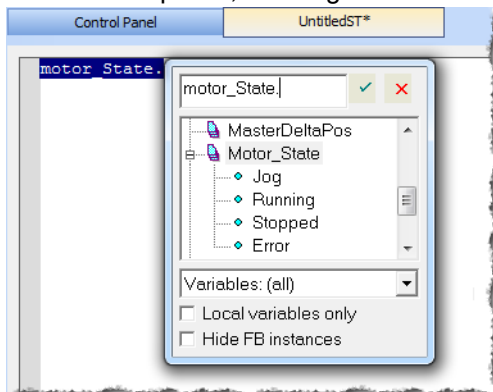 Control Panel UntitledST*
motor_State.
motor_State.
MasterDeltaPos
Motor_State
Jog
Running
Stopped
Error
Variables: (all)
Local variables only
Hide FB instances